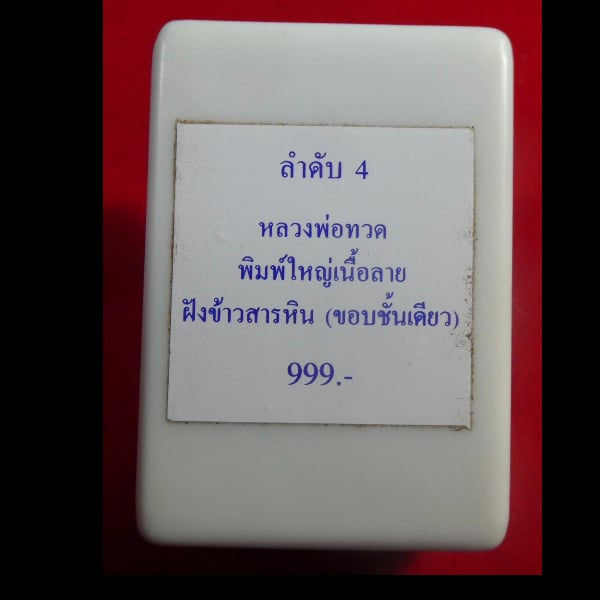 ลำดับ 4
หลวงพ่อทวด
พิมพ์ใหญ่เนื้อลาย
ฝังข้าวสารหิน (ขอบชั้นเดียว)
999.-